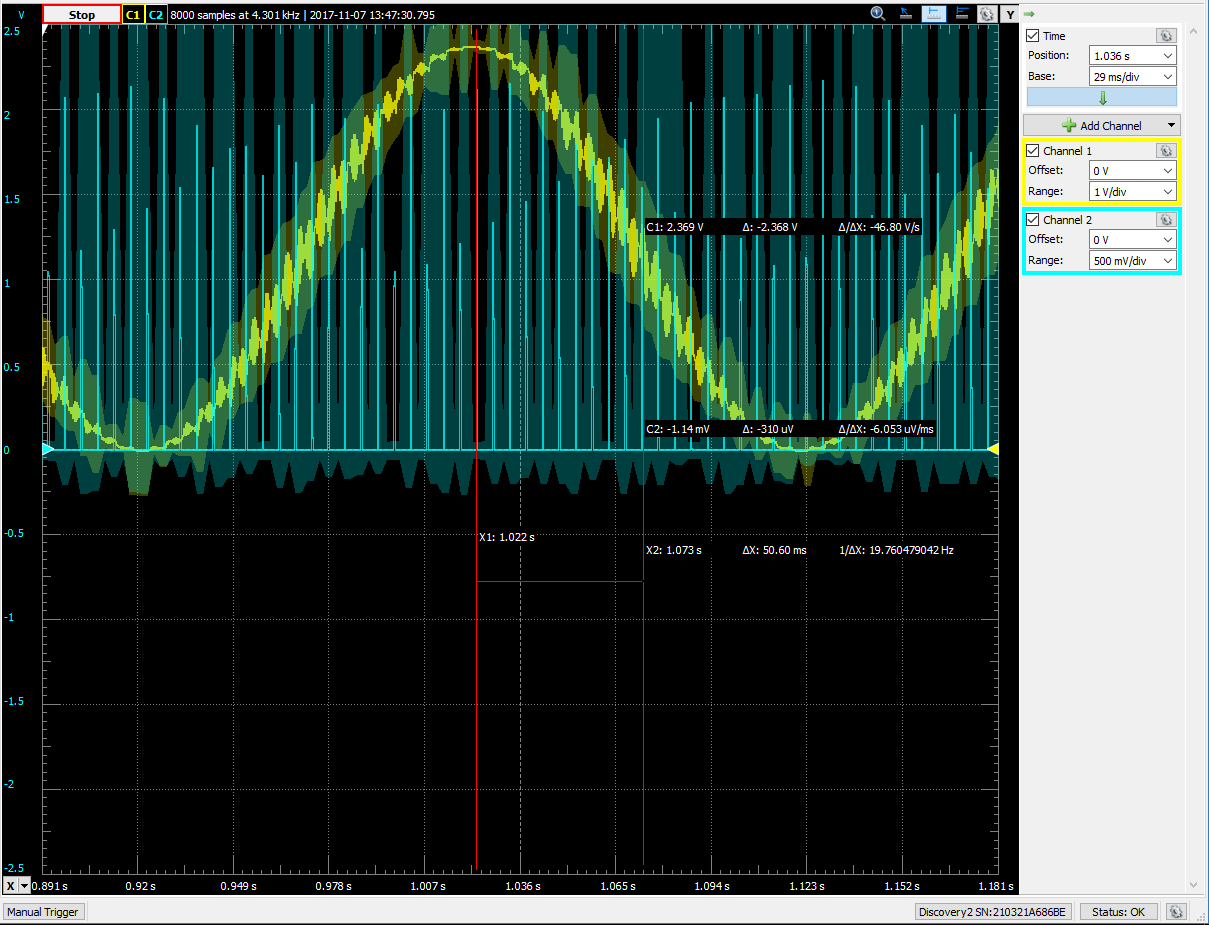 V Stop C1 C2 8000 samples at 4.301 kHz | 2017-11-07 13:47:30.795 Y
2.5
2
1.5
1
0.5
0
-0.5
-1
-1.5
-2
-2.5
C1: 2.369 V Δ: -2.368 V Δ/ΔX: -46.80 V/s
C2: -1.14 mV Δ: -310 uV Δ/ΔX: -6.053 uV/ms
X1: 1.022 s
X2: 1.073 s ΔX: 50.60 ms 1/ΔX: 19.760479042 Hz
X 0.891 s 0.92 s 0.949 s 0.978 s 1.007 s 1.036 s 1.065 s 1.094 s 1.123 s 1.152 s 1.181 s
Time
Position: 1.036 s
Base: 29 ms/div
Add Channel
Channel 1
Offset: 0 V
Range: 1 V/div
Channel 2
Offset: 0 V
Range: 500 mV/div
Manual Trigger Discovery2 SN:210321A686BE Status: OK